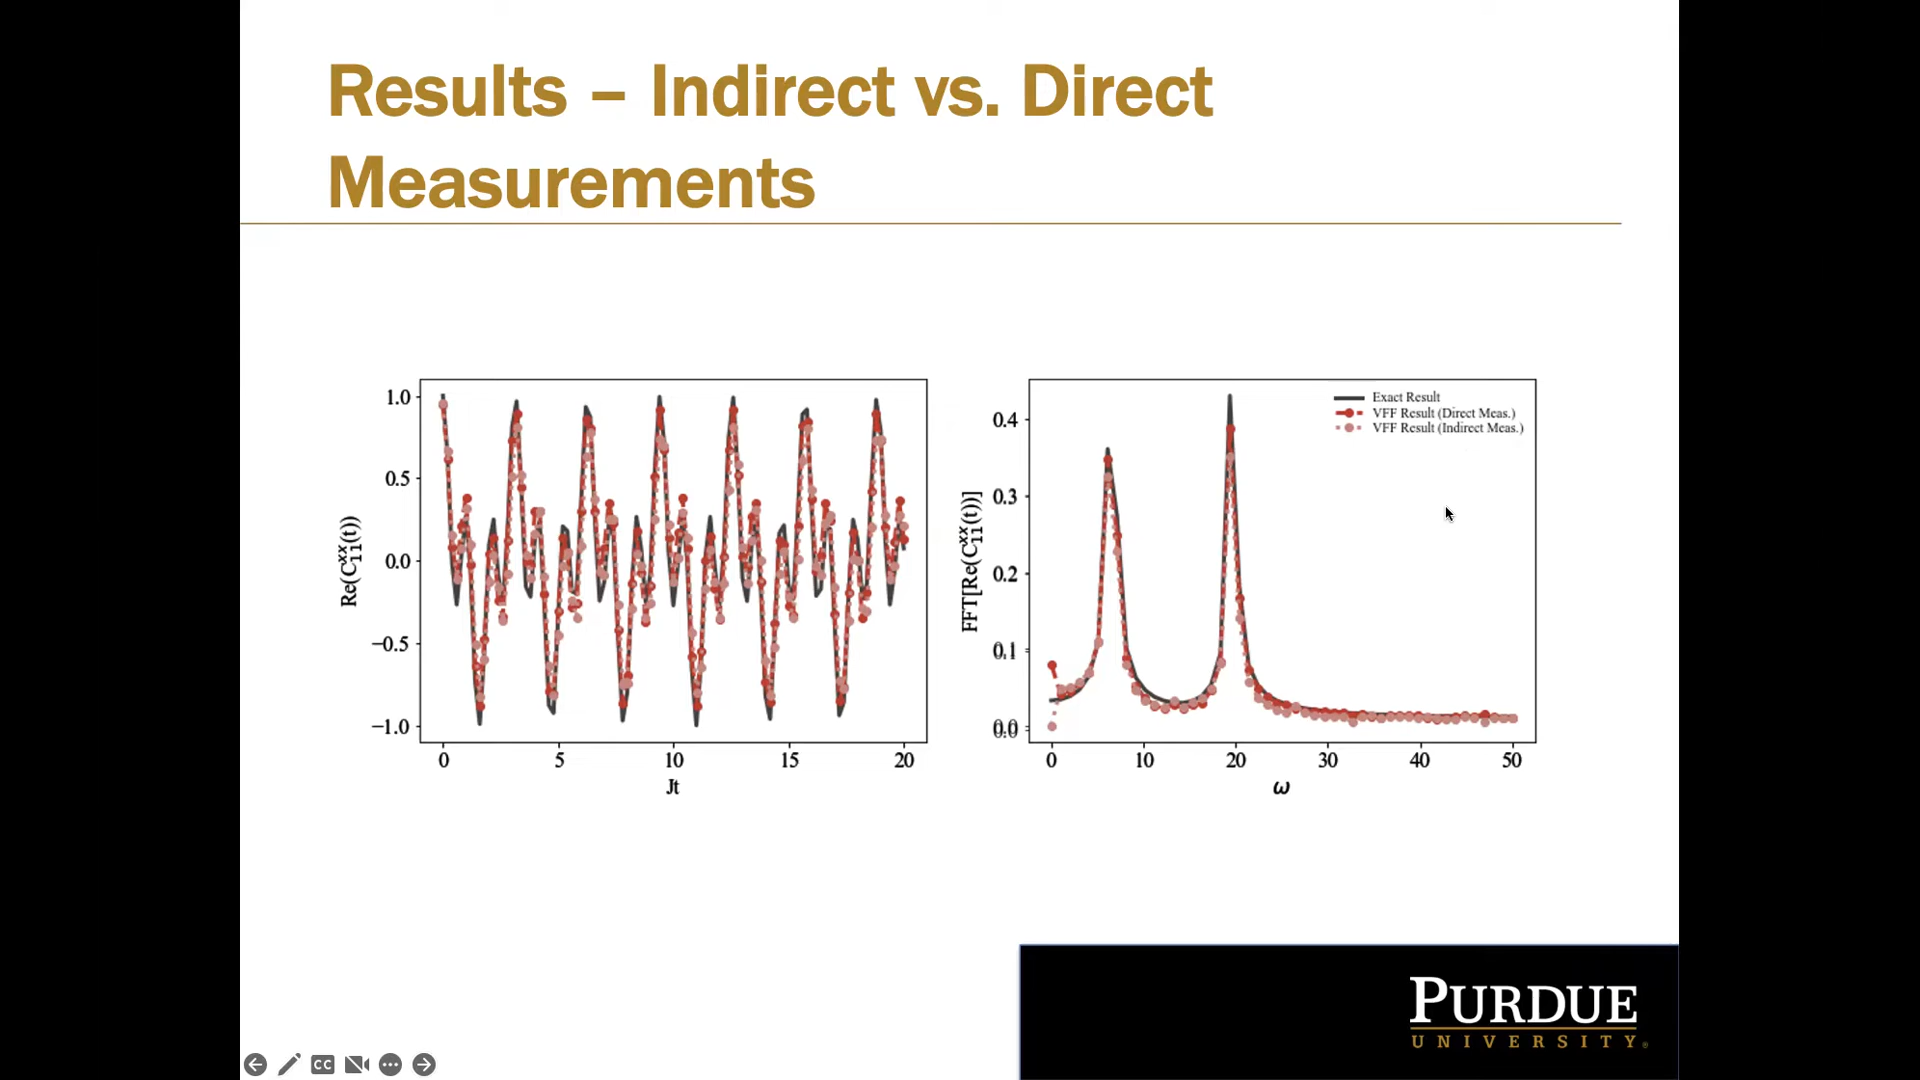 Results – Indirect vs. Direct
Measurements
1.0
0.5
0.0
−0.5
−1.0
Re(C₁₁ˣˣ(t))
0 5 10 15 20
Jt
0.4
0.3
0.2
0.1
0.0
FFT[Re(C₁₁ˣˣ(t))]
Exact Result
VFF Result (Direct Meas.)
VFF Result (Indirect Meas.)
0 10 20 30 40 50
ω
PURDUE
UNIVERSITY®
CC